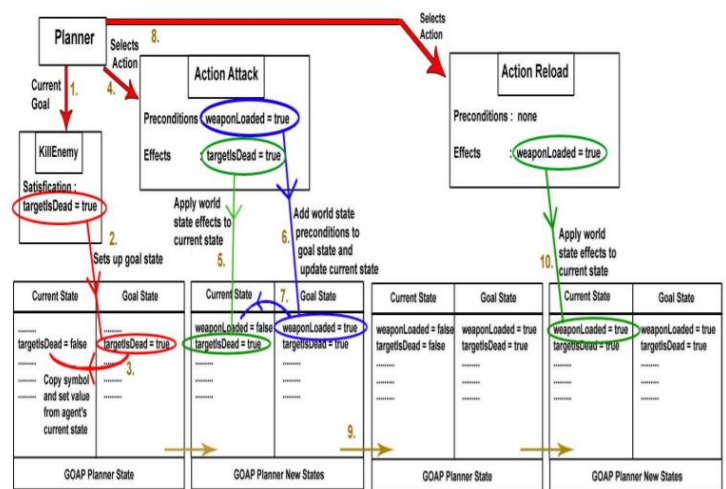 Planner
8.
Selects
Action
Selects
Action
Current
Goal
1.
4.
Action Attack
Preconditions : weaponLoaded = true
Effects : targetIsDead = true
Action Reload
Preconditions : none
Effects : weaponLoaded = true
KillEnemy
Satisfication :
targetIsDead = true
2.
Sets up goal state
Apply world
state effects to
current state
5.
6.
Add world state
preconditions to
goal state and
update current state
10.
Apply world
state effects to
current state
Current State
Goal State
........
........
targetIsDead = false
targetIsDead = true
3.
........
........
Copy symbol
and set value
from agent's
current state
GOAP Planner State
Current State
7.
Goal State
weaponLoaded = false
weaponLoaded = true
targetIsDead = true
targetIsDead = true
........
........
........
........
........
........
........
........
GOAP Planner New States
9.
Current State
Goal State
weaponLoaded = false
weaponLoaded = true
targetIsDead = false
targetIsDead = true
........
........
........
........
........
........
........
........
GOAP Planner State
Current State
Goal State
weaponLoaded = true
weaponLoaded = true
targetIsDead = true
targetIsDead = true
........
........
........
........
........
........
........
........
GOAP Planner New States